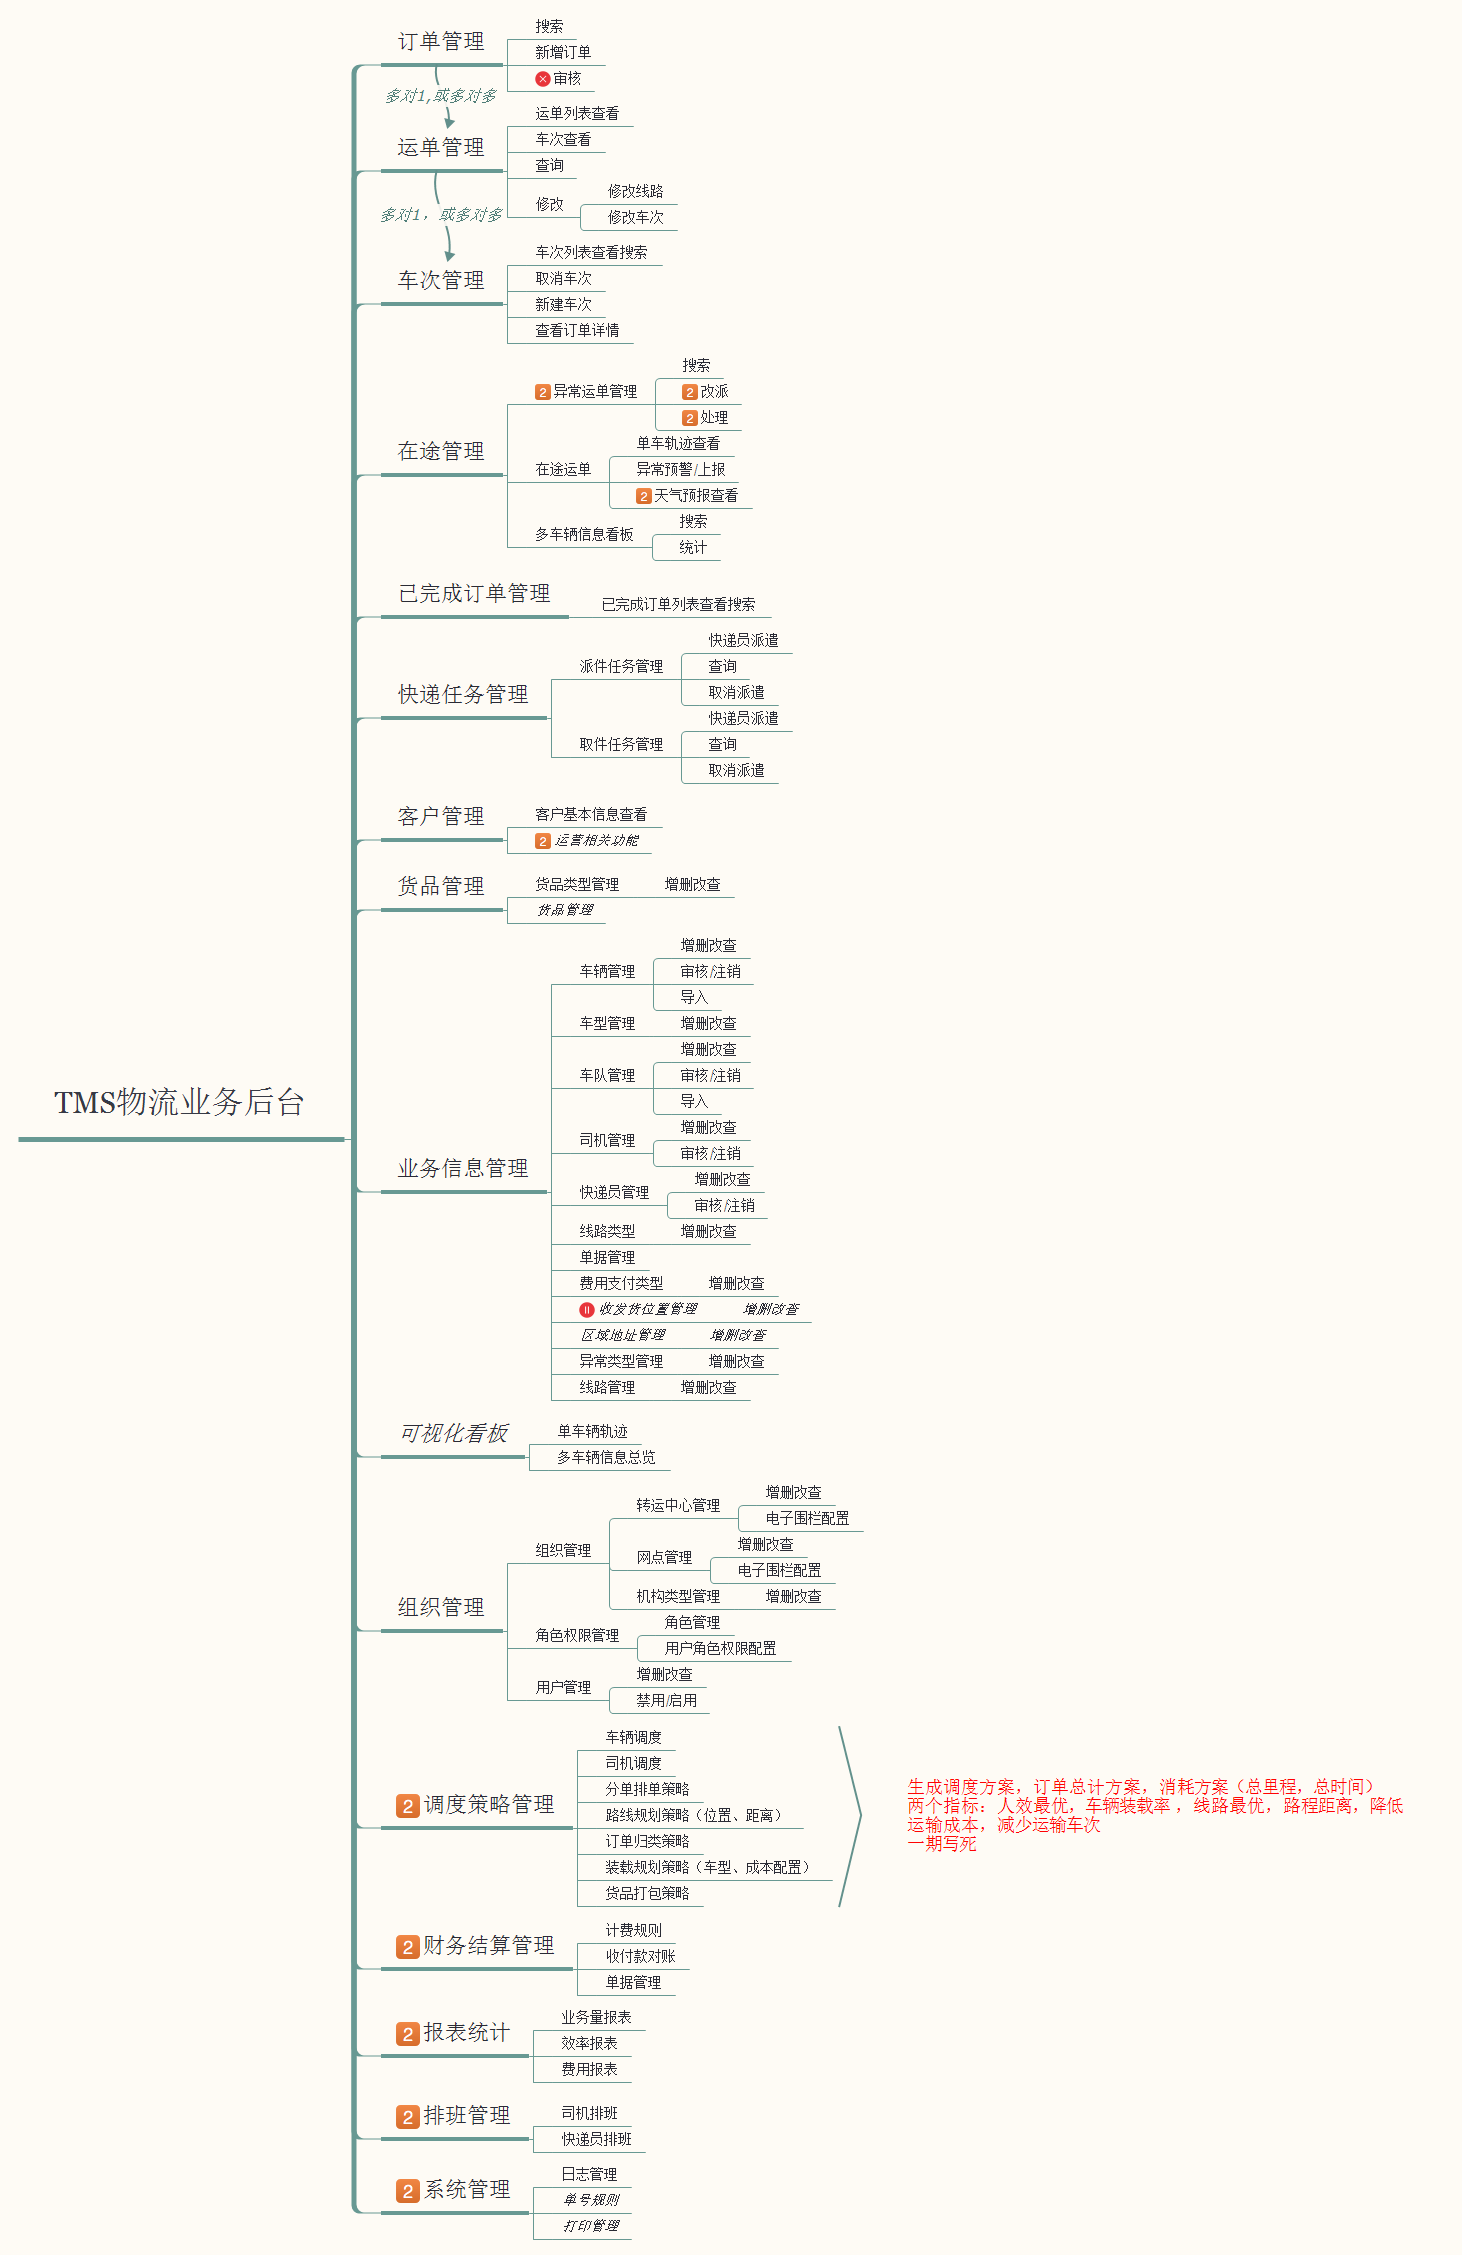 TMS物流业务后台
订单管理
搜索
新增订单
审核
多对1,或多对多
运单管理
运单列表查看
车次查看
查询
修改
修改线路
修改车次
多对1，或多对多
车次管理
车次列表查看搜索
取消车次
新建车次
查看订单详情
在途管理
2 异常运单管理
搜索
2 改派
2 处理
在途运单
单车轨迹查看
异常预警/上报
2 天气预报查看
多车辆信息看板
搜索
统计
已完成订单管理
已完成订单列表查看搜索
快递任务管理
派件任务管理
快递员派遣
查询
取消派遣
取件任务管理
快递员派遣
查询
取消派遣
客户管理
客户基本信息查看
2 运营相关功能
货品管理
货品类型管理
增删改查
货品管理
业务信息管理
车辆管理
增删改查
审核/注销
导入
车型管理
增删改查
车队管理
增删改查
审核/注销
导入
司机管理
增删改查
审核/注销
快递员管理
增删改查
审核/注销
线路类型
增删改查
单据管理
费用支付类型
增删改查
收发货位置管理
增删改查
区域地址管理
增删改查
异常类型管理
增删改查
线路管理
增删改查
可视化看板
单车辆轨迹
多车辆信息总览
组织管理
组织管理
转运中心管理
增删改查
电子围栏配置
网点管理
增删改查
电子围栏配置
机构类型管理
增删改查
角色权限管理
角色管理
用户角色权限配置
用户管理
增删改查
禁用/启用
2 调度策略管理
车辆调度
司机调度
分单排单策略
路线规划策略（位置、距离）
订单归类策略
装载规划策略（车型、成本配置）
货品打包策略
生成调度方案，订单总计方案，消耗方案（总里程，总时间）
两个指标：人效最优，车辆装载率 ，线路最优，路程距离，降低
运输成本，减少运输车次
一期写死
2 财务结算管理
计费规则
收付款对账
单据管理
2 报表统计
业务量报表
效率报表
费用报表
2 排班管理
司机排班
快递员排班
2 系统管理
日志管理
单号规则
打印管理